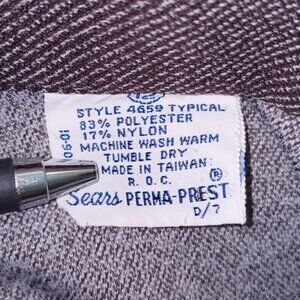 12
STYLE 4659 TYPICAL
83% POLYESTER
17% NYLON
MACHINE WASH WARM
TUMBLE DRY
MADE IN TAIWAN
R. O. C.
Sears PERMA-PREST ®
D/7